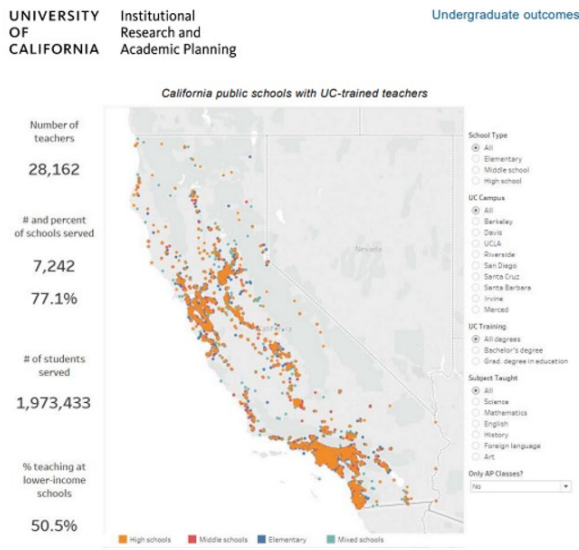 UNIVERSITY
OF
CALIFORNIA
Institutional
Research and
Academic Planning
Undergraduate outcomes
California public schools with UC-trained teachers
Number of
teachers
28,162
# and percent
of schools served
7,242
77.1%
# of students
served
1,973,433
% teaching at
lower-income
schools
50.5%
Nevada
California
School Type
All
Elementary
Middle school
High school
UC Campus
All
Berkeley
Davis
UCLA
Riverside
San Diego
Santa Cruz
Santa Barbara
Irvine
Merced
UC Training
All degrees
Bachelor's degree
Grad. degree in education
Subject Taught
All
Science
Mathematics
English
History
Foreign language
Art
Only AP Classes?
No
High schools
Middle schools
Elementary
Mixed schools